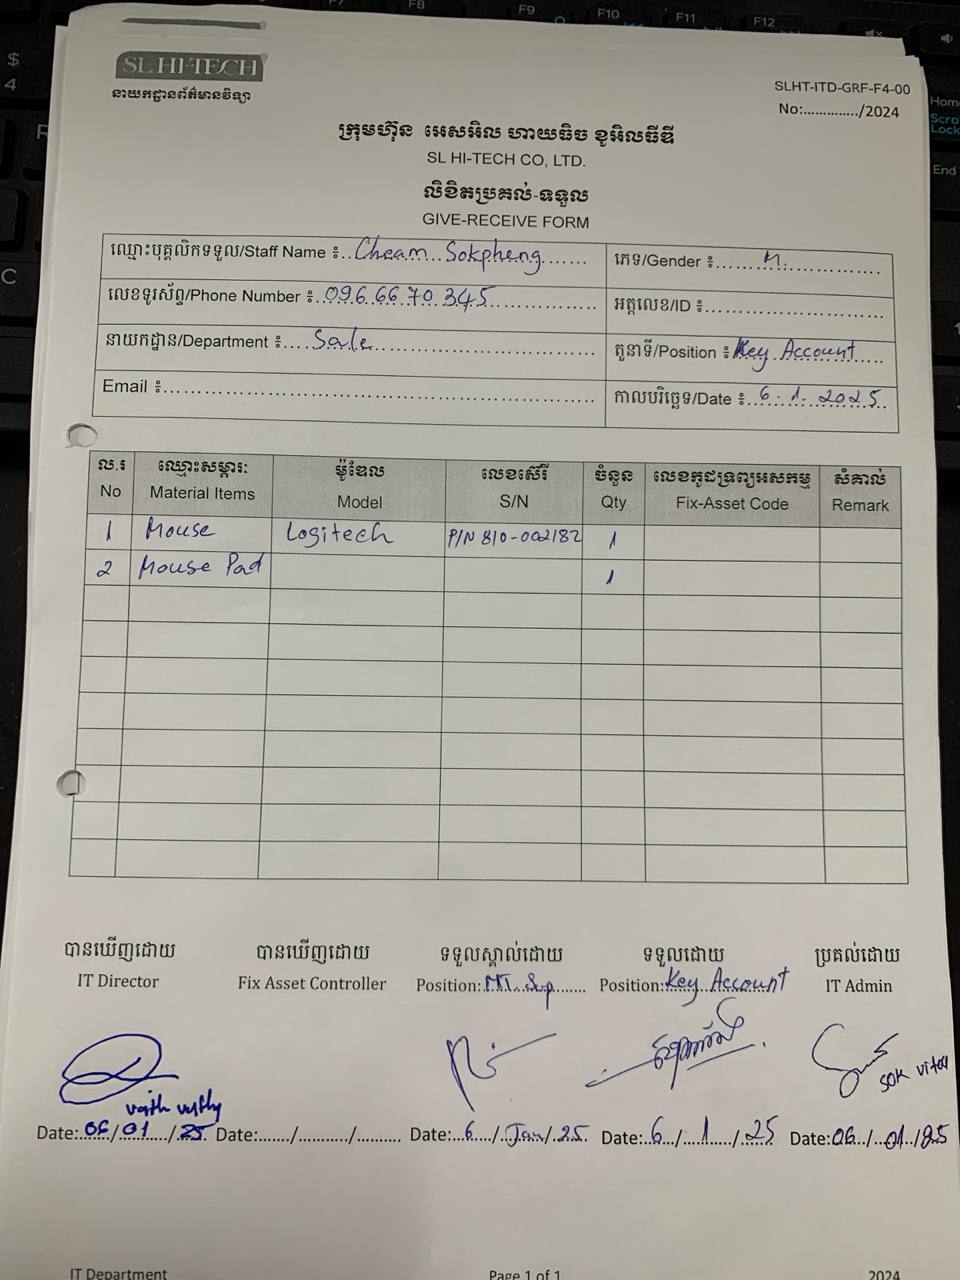 SL HI-TECH
នាយកដ្ឋានព័ត៌មានវិទ្យា
SLHT-ITD-GRF-F4-00
No:............../2024
ក្រុមហ៊ុន អេសអិល ហាយធិច ខូអិលធីឌី
SL HI-TECH CO, LTD.
លិខិតប្រគល់-ទទួល
GIVE-RECEIVE FORM
ឈ្មោះបុគ្គលិកទទួល/Staff Name ៖ Cheam Sokpheng
ភេទ/Gender ៖ M.
លេខទូរស័ព្ទ/Phone Number ៖ 096 66 70 345
អត្តលេខ/ID ៖
នាយកដ្ឋាន/Department ៖ Sale
តួនាទី/Position ៖ Key Account
Email ៖
កាលបរិច្ឆេទ/Date ៖ 6.1.2025
ល.រ ឈ្មោះសម្ភារៈ ម៉ូឌែល លេខស៊េរី ចំនួន លេខកូដទ្រព្យអសកម្ម សំគាល់
No Material Items Model S/N Qty Fix-Asset Code Remark
1 Mouse Logitech P/N 810-002182 1
2 Mouse Pad 1
បានឃើញដោយ បានឃើញដោយ ទទួលស្គាល់ដោយ ទទួលដោយ ប្រគល់ដោយ
IT Director Fix Asset Controller Position: Sup Position: Key Account IT Admin
Date: 06/01/25 Date:......./.........../......... Date: 6/Jan/25 Date: 6/1/25 Date: 06/01/25
IT Department Page 1 of 1 2024
$
4
R
C
F8
F9
F10
F11
F12
Home
Scro
Lock
End